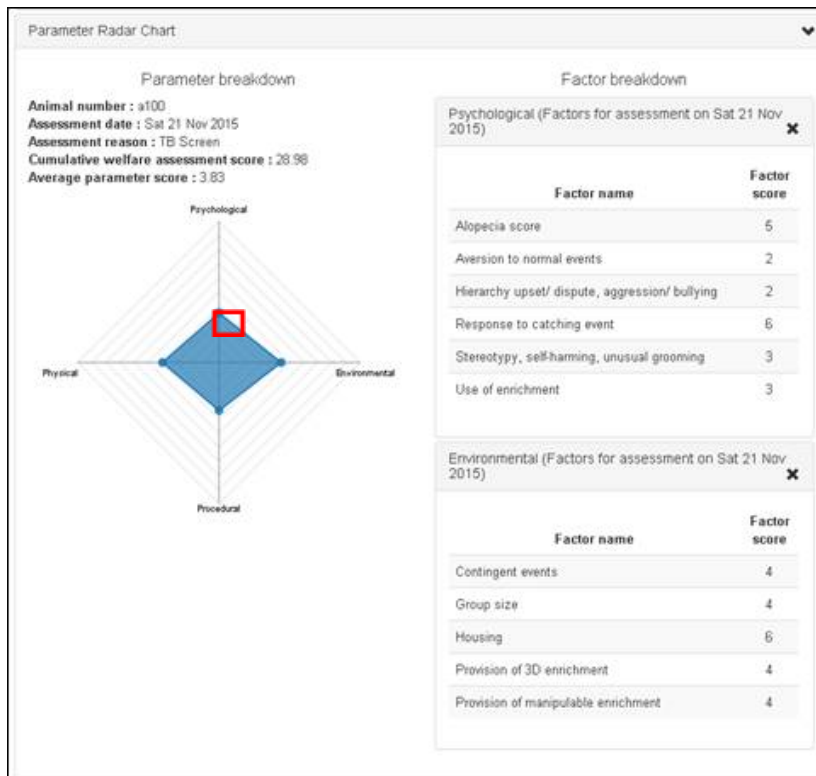 Parameter Radar Chart
Parameter breakdown
Animal number : a100
Assessment date : Sat 21 Nov 2015
Assessment reason : TB Screen
Cumulative welfare assessment score : 28.98
Average parameter score : 3.83
Psychological
Physical
Environmental
Procedural
Factor breakdown
Psychological (Factors for assessment on Sat 21 Nov
2015)
Factor name Factor score
Alopecia score 5
Aversion to normal events 2
Hierarchy upset/ dispute, aggression/ bullying 2
Response to catching event 6
Stereotypy, self-harming, unusual grooming 3
Use of enrichment 3
Environmental (Factors for assessment on Sat 21 Nov
2015)
Factor name Factor score
Contingent events 4
Group size 4
Housing 6
Provision of 3D enrichment 4
Provision of manipulable enrichment 4